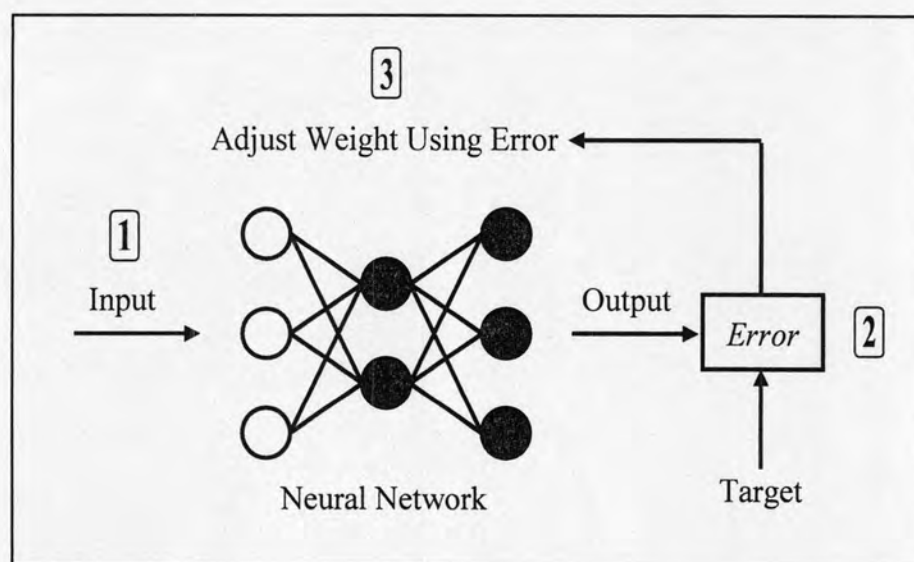 3
Adjust Weight Using Error
1
Input
Output
Error
2
Neural Network
Target